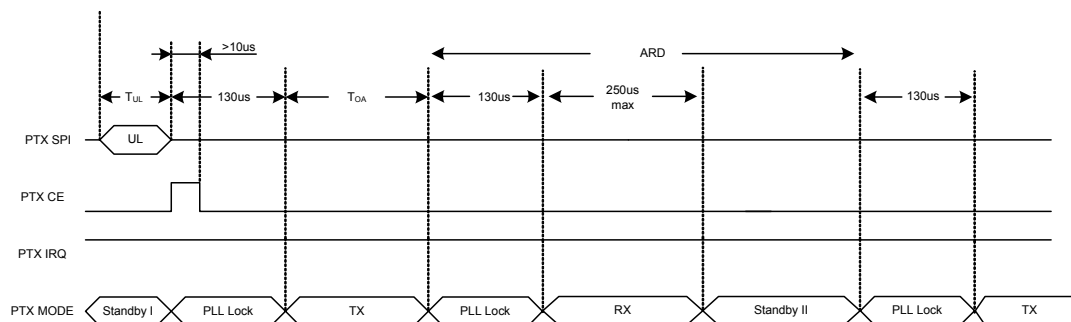 >10us
ARD
TUL
130us
TOA
130us
250us
max
130us
PTX SPI
UL
PTX CE
PTX IRQ
PTX MODE
Standby I
PLL Lock
TX
PLL Lock
RX
Standby II
PLL Lock
TX